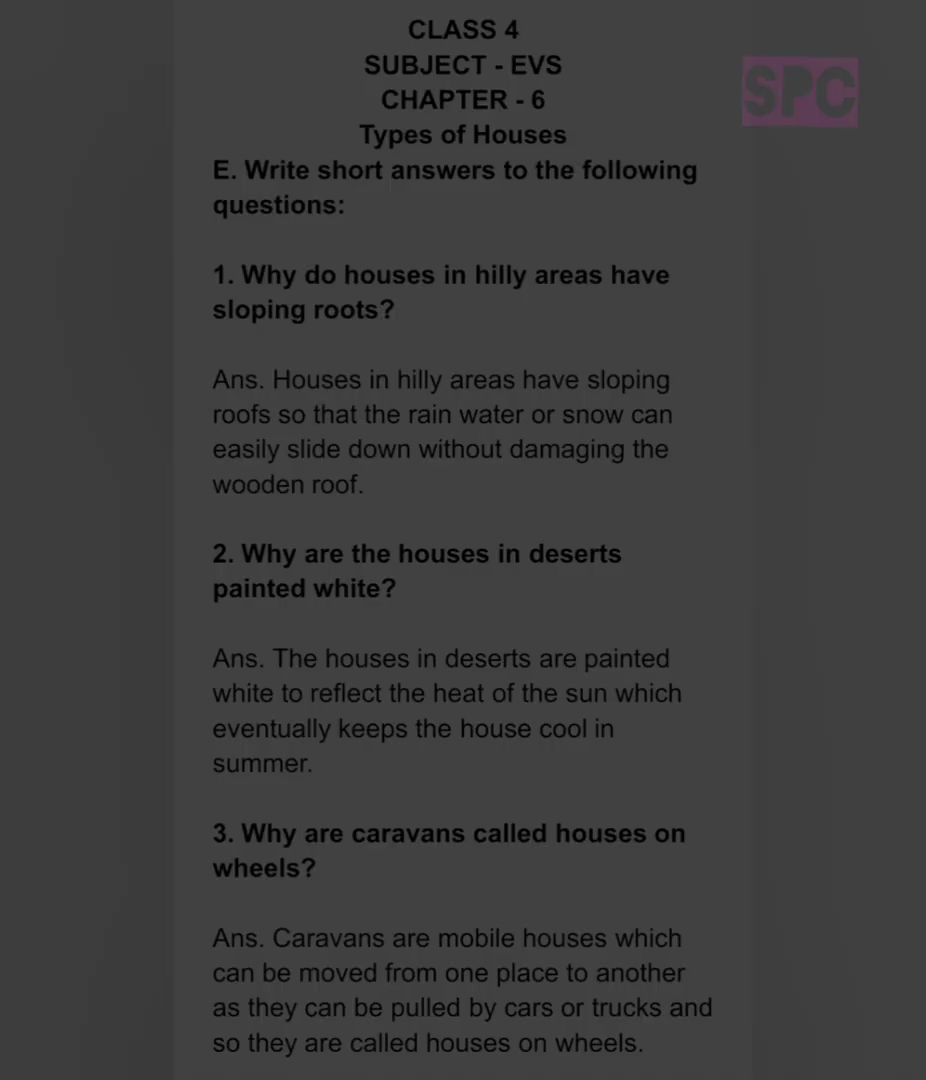 CLASS 4
SUBJECT - EVS
SPC
CHAPTER - 6
Types of Houses
E. Write short answers to the following
questions:
1. Why do houses in hilly areas have
sloping roots?
Ans. Houses in hilly areas have sloping
roofs so that the rain water or snow can
easily slide down without damaging the
wooden roof.
2. Why are the houses in deserts
painted white?
Ans. The houses in deserts are painted
white to reflect the heat of the sun which
eventually keeps the house cool in
summer.
3. Why are caravans called houses on
wheels?
Ans. Caravans are mobile houses which
can be moved from one place to another
as they can be pulled by cars or trucks and
so they are called houses on wheels.